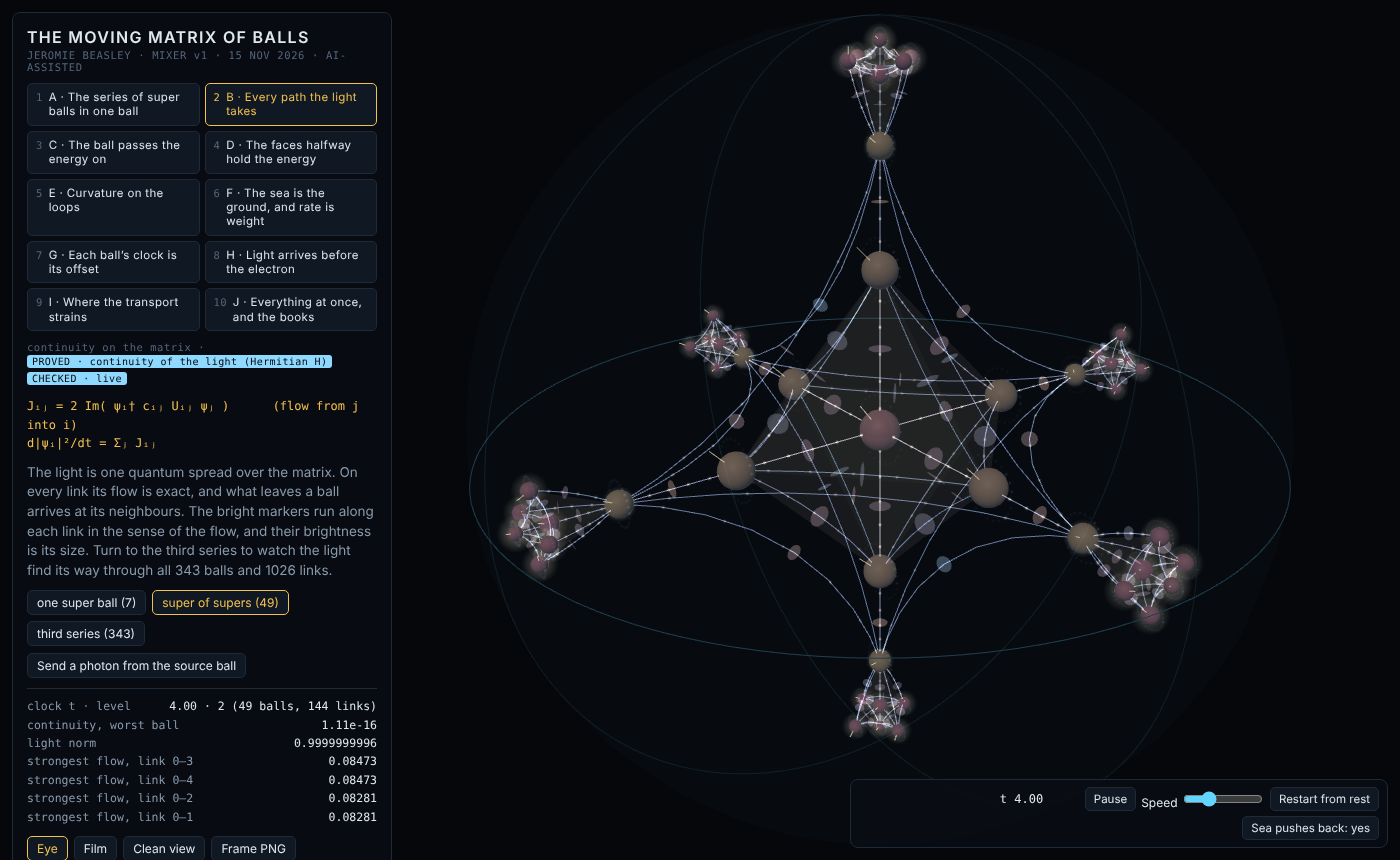 THE MOVING MATRIX OF BALLS
JEROMIE BEASLEY · MIXER v1 · 15 NOV 2026 · AI-
ASSISTED
1 A · The series of super
balls in one ball
2 B · Every path the light
takes
3 C · The ball passes the
energy on
4 D · The faces halfway
hold the energy
5 E · Curvature on the
loops
6 F · The sea is the
ground, and rate is
weight
7 G · Each ball’s clock is
its offset
8 H · Light arrives before
the electron
9 I · Where the transport
strains
10 J · Everything at once,
and the books
continuity on the matrix ·
PROVED · continuity of the light (Hermitian H)
CHECKED · live
Jᵢⱼ = 2 Im( ψᵢ† cᵢⱼ Uᵢⱼ ψⱼ ) (flow from j
into i)
d|ψᵢ|²/dt = Σⱼ Jᵢⱼ
The light is one quantum spread over the matrix. On
every link its flow is exact, and what leaves a ball
arrives at its neighbours. The bright markers run along
each link in the sense of the flow, and their brightness
is its size. Turn to the third series to watch the light
find its way through all 343 balls and 1026 links.
one super ball (7) super of supers (49)
third series (343)
Send a photon from the source ball
clock t · level 4.00 · 2 (49 balls, 144 links)
continuity, worst ball 1.11e-16
light norm 0.9999999996
strongest flow, link 0–3 0.08473
strongest flow, link 0–4 0.08473
strongest flow, link 0–2 0.08281
strongest flow, link 0–1 0.08281
Eye Film Clean view Frame PNG
t 4.00 Pause Speed Restart from rest
Sea pushes back: yes